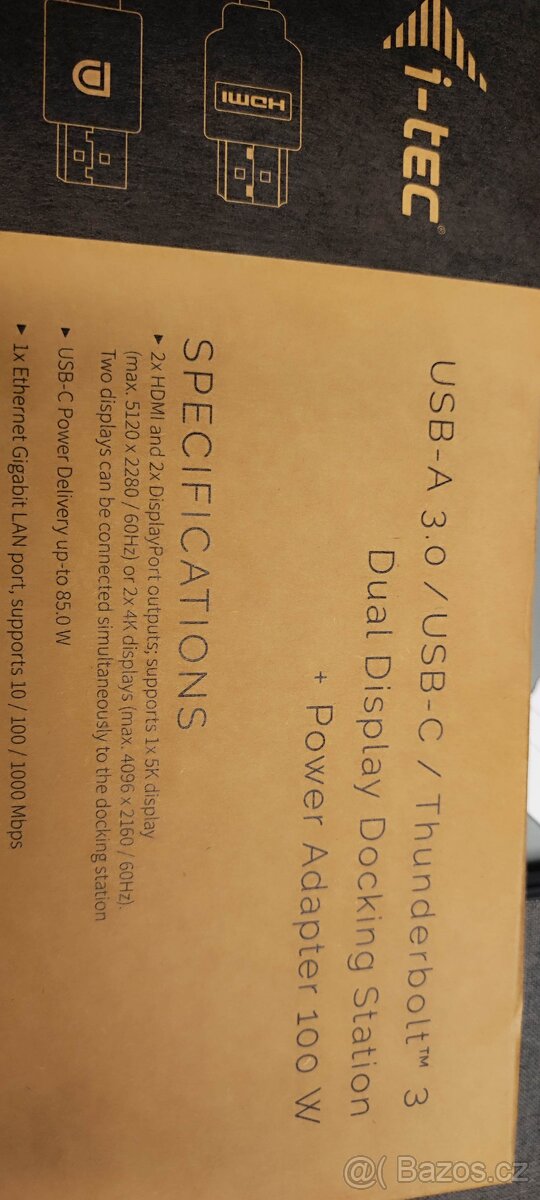 i-tec®
HDMI
USB-A 3.0 / USB-C / Thunderbolt™ 3
Dual Display Docking Station
+ Power Adapter 100 W
SPECIFICATIONS
▸ 2x HDMI and 2x DisplayPort outputs; supports 1x 5K display
(max. 5120 x 2280 / 60Hz) or 2x 4K displays (max. 4096 x 2160 / 60Hz).
Two displays can be connected simultaneously to the docking station
▸ USB-C Power Delivery up-to 85.0 W
▸ 1x Ethernet Gigabit LAN port, supports 10 / 100 / 1000 Mbps
@( Bazos.cz